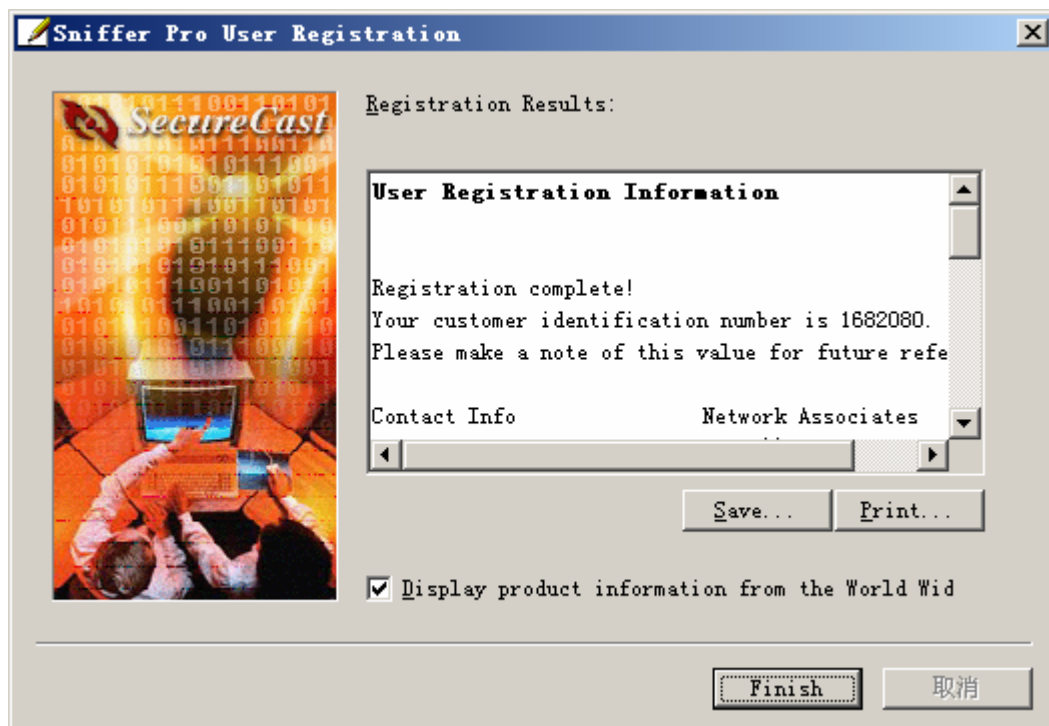 Sniffer Pro User Registration
SecureCast
Registration Results:
User Registration Information
Registration complete!
Your customer identification number is 1682080.
Please make a note of this value for future refe
Contact Info Network Associates
Save... Print...
Display product information from the World Wid
Finish 取消